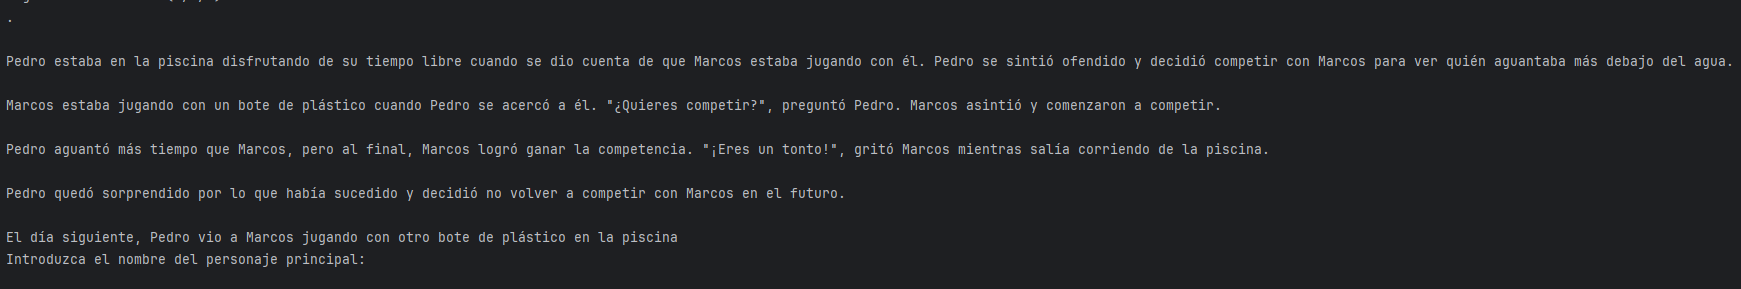 .
Pedro estaba en la piscina disfrutando de su tiempo libre cuando se dio cuenta de que Marcos estaba jugando con él. Pedro se sintió ofendido y decidió competir con Marcos para ver quién aguantaba más debajo del agua.
Marcos estaba jugando con un bote de plástico cuando Pedro se acercó a él. "¿Quieres competir?", preguntó Pedro. Marcos asintió y comenzaron a competir.
Pedro aguantó más tiempo que Marcos, pero al final, Marcos logró ganar la competencia. "¡Eres un tonto!", gritó Marcos mientras salía corriendo de la piscina.
Pedro quedó sorprendido por lo que había sucedido y decidió no volver a competir con Marcos en el futuro.
El día siguiente, Pedro vio a Marcos jugando con otro bote de plástico en la piscina
Introduzca el nombre del personaje principal: